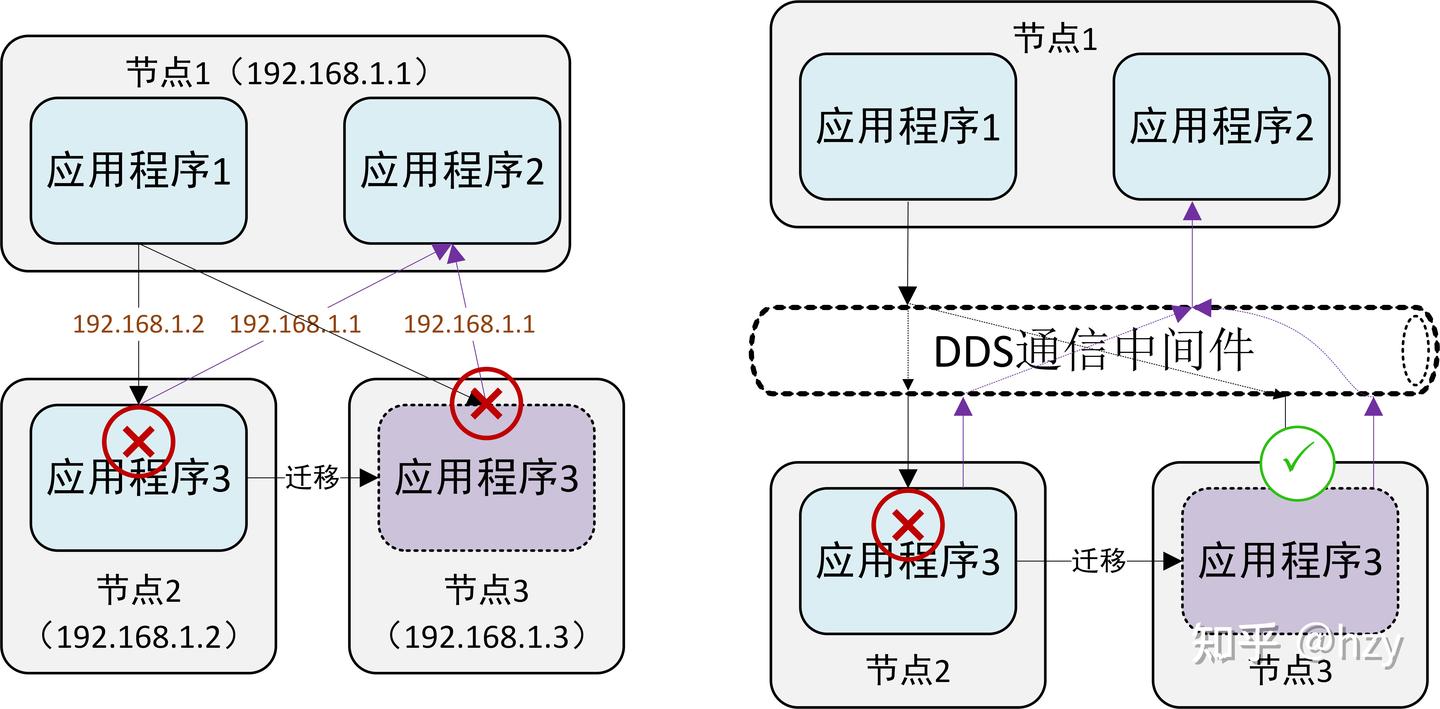 节点1（192.168.1.1）
应用程序1
应用程序2
192.168.1.2
192.168.1.1
192.168.1.1
应用程序3
迁移
应用程序3
节点2
（192.168.1.2）
节点3
（192.168.1.3）
节点1
应用程序1
应用程序2
DDS通信中间件
应用程序3
迁移
应用程序3
节点2
节点3
知乎 @hzy